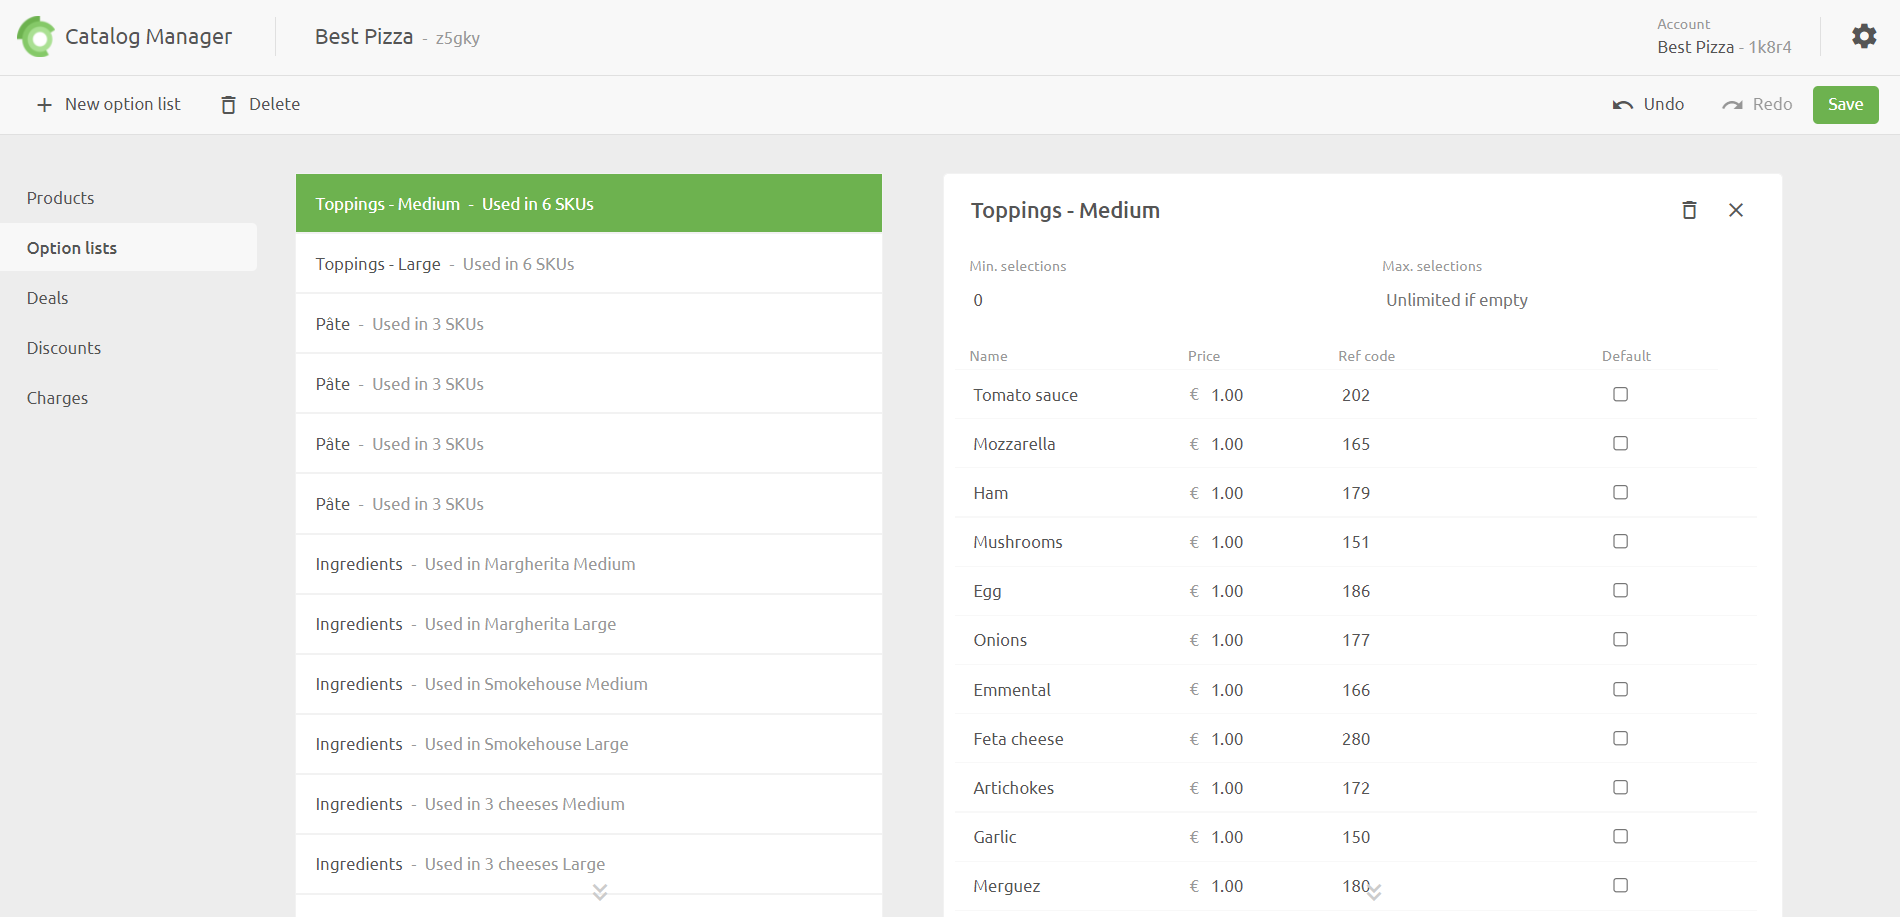 Catalog Manager
Best Pizza - z5gky
Account
Best Pizza - 1k8r4
New option list
Delete
Undo
Redo
Save
Products
Option lists
Deals
Discounts
Charges
Toppings - Medium - Used in 6 SKUs
Toppings - Large - Used in 6 SKUs
Pâte - Used in 3 SKUs
Pâte - Used in 3 SKUs
Pâte - Used in 3 SKUs
Pâte - Used in 3 SKUs
Ingredients - Used in Margherita Medium
Ingredients - Used in Margherita Large
Ingredients - Used in Smokehouse Medium
Ingredients - Used in Smokehouse Large
Ingredients - Used in 3 cheeses Medium
Ingredients - Used in 3 cheeses Large
Toppings - Medium
Min. selections
Max. selections
0
Unlimited if empty
Name Price Ref code Default
Tomato sauce € 1.00 202
Mozzarella € 1.00 165
Ham € 1.00 179
Mushrooms € 1.00 151
Egg € 1.00 186
Onions € 1.00 177
Emmental € 1.00 166
Feta cheese € 1.00 280
Artichokes € 1.00 172
Garlic € 1.00 150
Merguez € 1.00 180